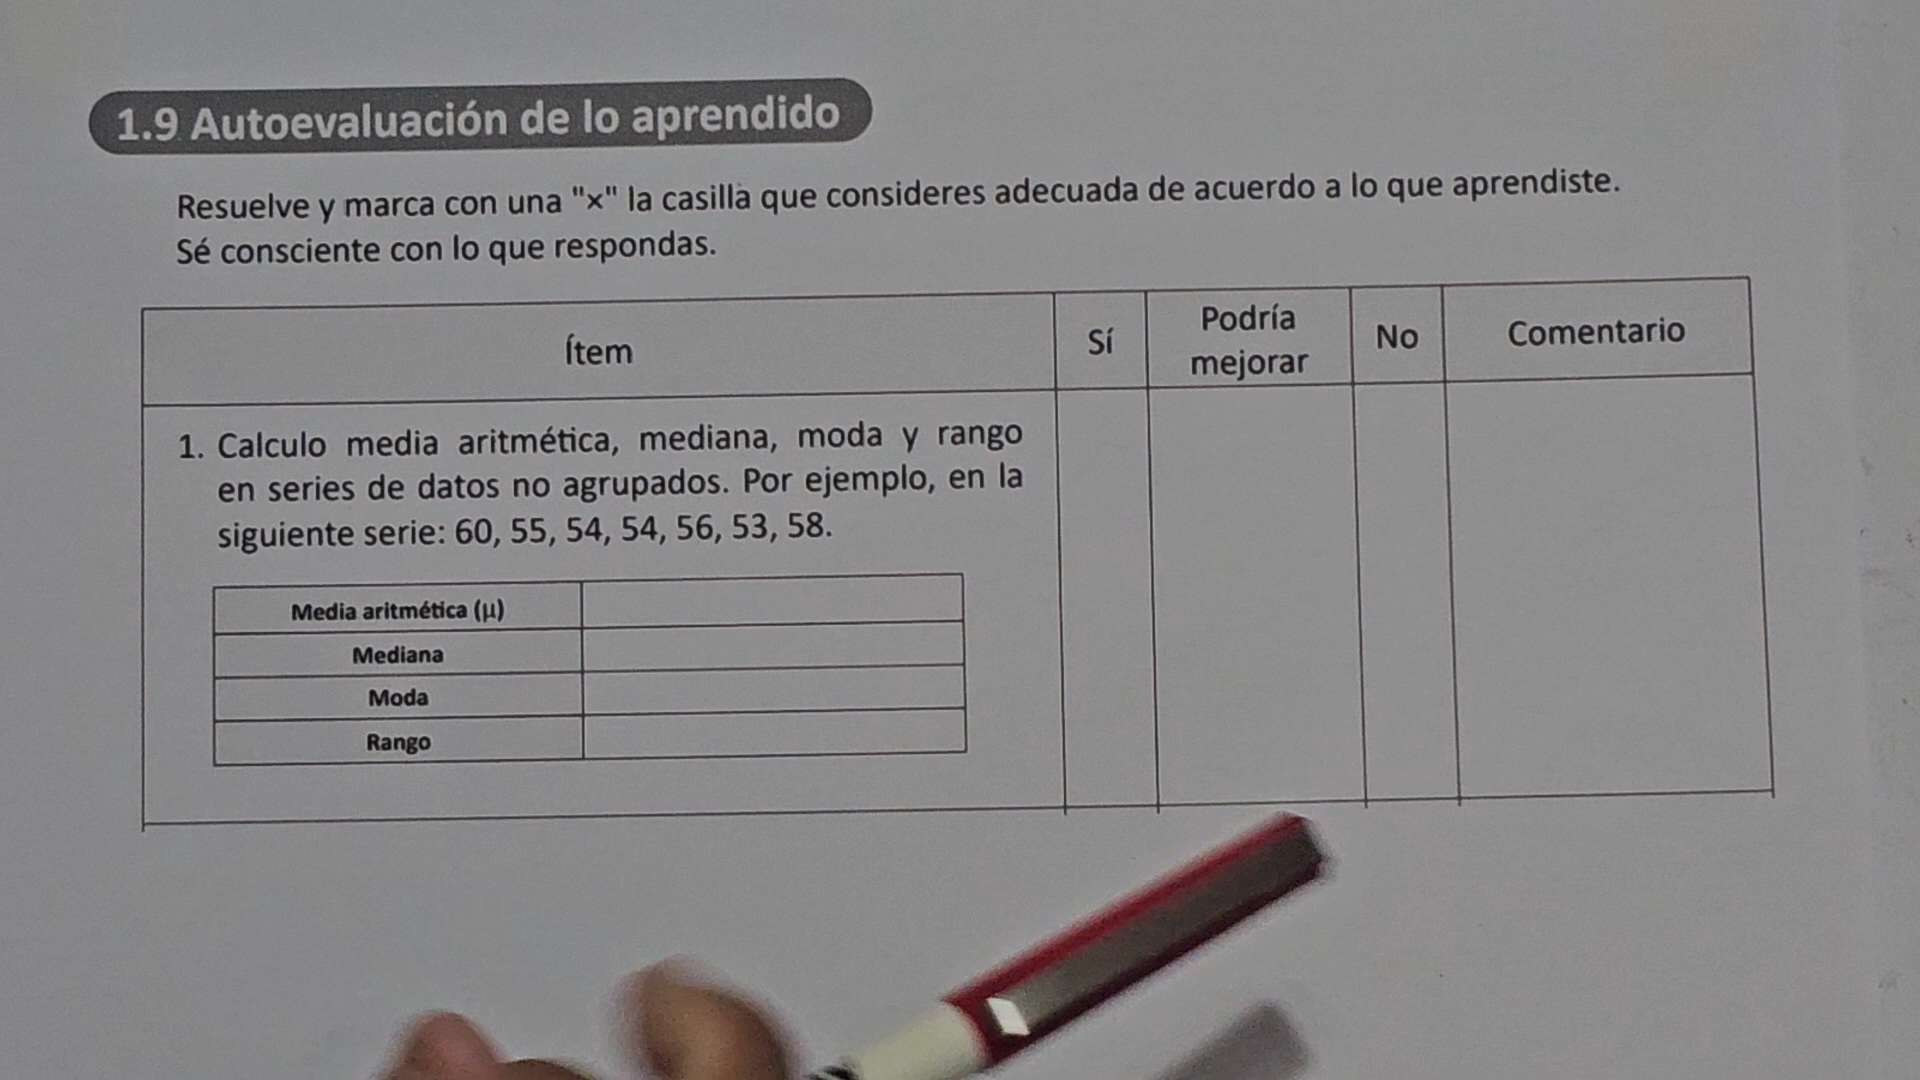 1.9 Autoevaluación de lo aprendido
Resuelve y marca con una "×" la casilla que consideres adecuada de acuerdo a lo que aprendiste.
Sé consciente con lo que respondas.
Ítem
Sí
Podría
mejorar
No
Comentario
1. Calculo media aritmética, mediana, moda y rango
en series de datos no agrupados. Por ejemplo, en la
siguiente serie: 60, 55, 54, 54, 56, 53, 58.
Media aritmética (μ)
Mediana
Moda
Rango